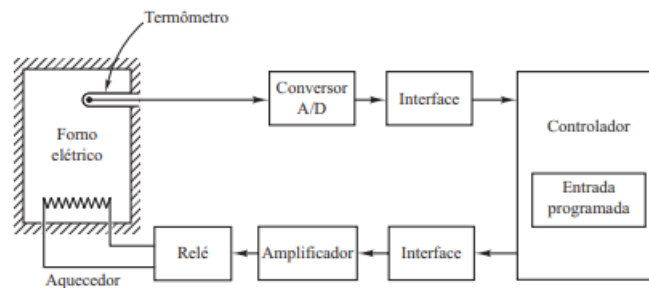 Termômetro
Forno
elétrico
Conversor
A/D
Interface
Controlador
Entrada
programada
Relé
Amplificador
Interface
Aquecedor